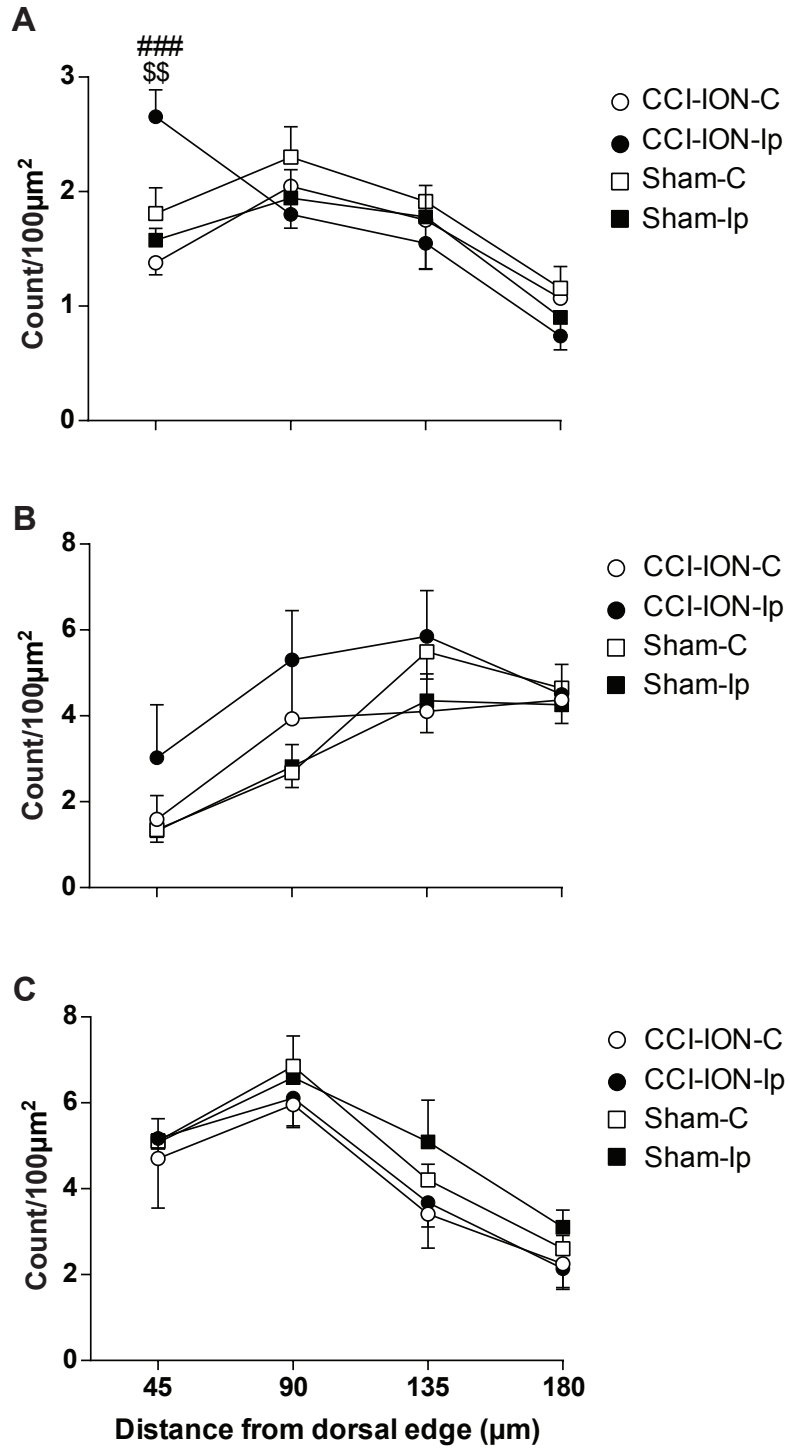 A
###
$$
3
2
1
0
Count/100µm²
CCI-ION-C
CCI-ION-Ip
Sham-C
Sham-Ip
B
8
6
4
2
0
Count/100µm²
CCI-ION-C
CCI-ION-Ip
Sham-C
Sham-Ip
C
8
6
4
2
0
Count/100µm²
CCI-ION-C
CCI-ION-Ip
Sham-C
Sham-Ip
45 90 135 180
Distance from dorsal edge (µm)